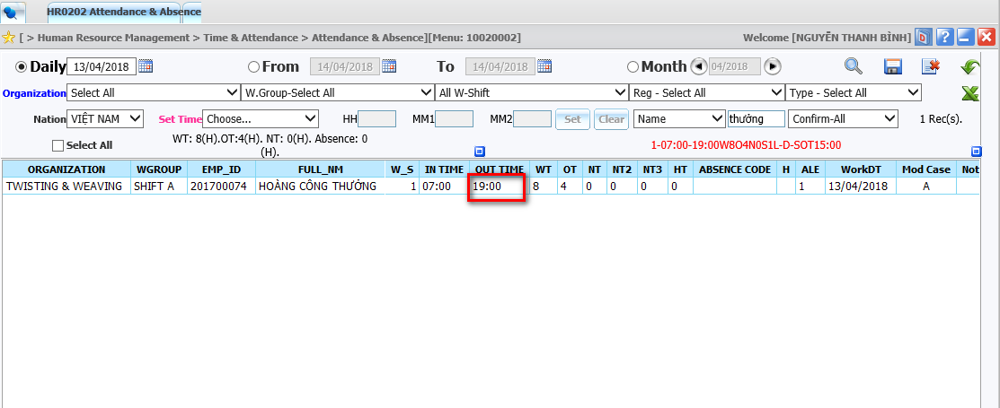 HR0202 Attendance & Absence
[ > Human Resource Management > Time & Attendance > Attendance & Absence][Menu: 10020002] Welcome [NGUYỄN THANH BÌNH]
Daily 13/04/2018 From 14/04/2018 To 14/04/2018 Month 04/2018
Organization Select All W.Group-Select All All W-Shift Reg - Select All Type - Select All
Nation VIỆT NAM Set Time Choose... HH MM1 MM2 Set Clear Name thưởng Confirm-All 1 Rec(s).
Select All WT: 8(H).OT:4(H). NT: 0(H). Absence: 0
(H). 1-07:00-19:00W8O4N0S1L-D-SOT15:00
ORGANIZATION WGROUP EMP_ID FULL_NM W_S IN TIME OUT TIME WT OT NT NT2 NT3 HT ABSENCE CODE H ALE WorkDT Mod Case Not
TWISTING & WEAVING SHIFT A 201700074 HOÀNG CÔNG THƯỞNG 1 07:00 19:00 8 4 0 0 0 0 1 13/04/2018 A